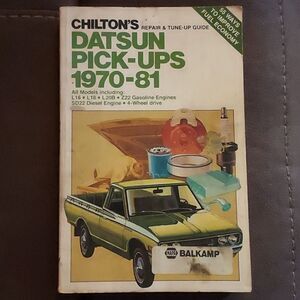 CHILTON'S
REPAIR & TUNE-UP GUIDE
DATSUN
PICK-UPS
1970-81
All Models including
L16 • L18 • L20B • Z22 Gasoline Engines
SD22 Diesel Engine • 4-Wheel drive
55 WAYS
TO IMPROVE
FUEL ECONOMY
NAPA
BALKAMP